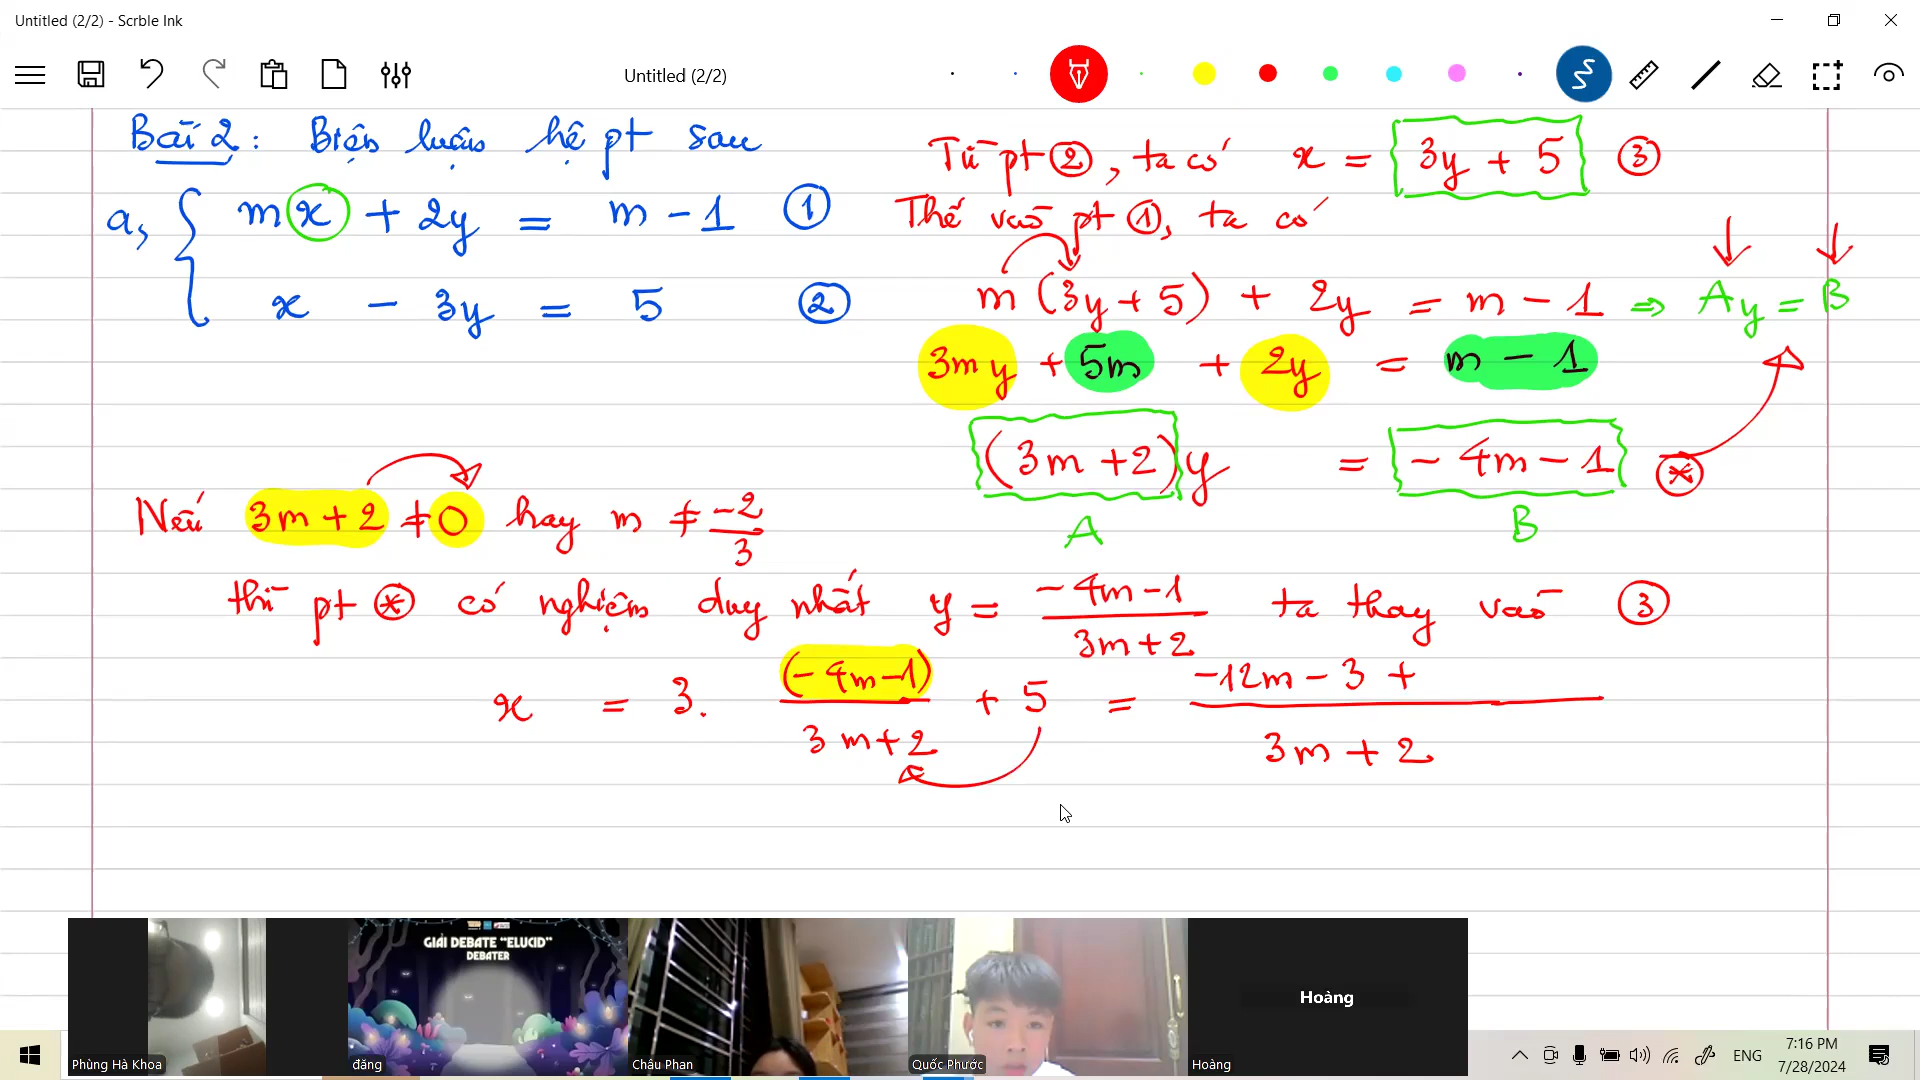 Untitled (2/2) - Scrble Ink
Untitled (2/2)
Bài 2: Biện luận hệ pt sau
a, { mx + 2y = m - 1 ①
x - 3y = 5 ②
Từ pt ②, ta có x = 3y + 5 ③
Thế vào pt ①, ta có
m (3y + 5) + 2y = m - 1 ⇒ Ay = B
3my + 5m + 2y = m - 1
(3m + 2)y = - 4m - 1 (*)
A B
Nếu 3m + 2 ≠ 0 hay m ≠ -2/3
thì pt (*) có nghiệm duy nhất y = (-4m - 1)/(3m + 2) ta thay vào ③
x = 3. (-4m - 1)/(3m + 2) + 5 = (-12m - 3 +)/(3m + 2)
GIẢI DEBATE "ELUCID"
DEBATER
Hoàng
Phùng Hà Khoa
đăng
Châu Phan
Quốc Phước
Hoàng
ENG
7:16 PM
7/28/2024